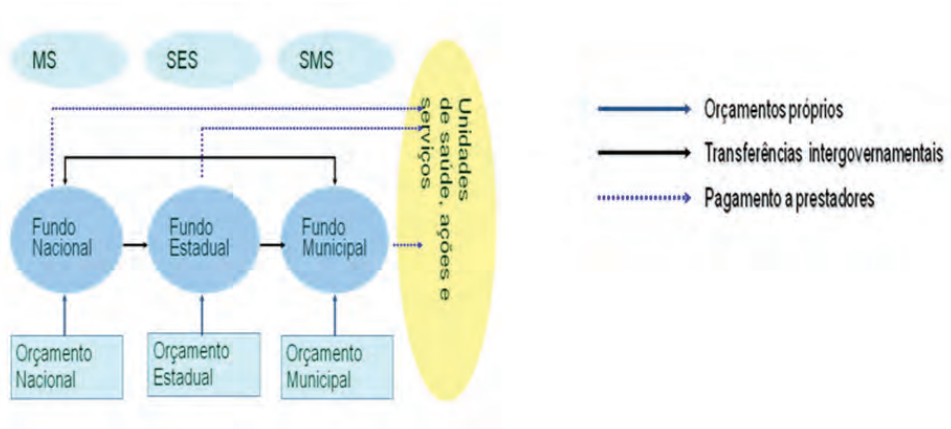 MS
SES
SMS
Unidades
de saúde, ações e
serviços
Fundo
Nacional
Fundo
Estadual
Fundo
Municipal
Orçamento
Nacional
Orçamento
Estadual
Orçamento
Municipal
Orçamentos próprios
Transferências intergovernamentais
Pagamento a prestadores